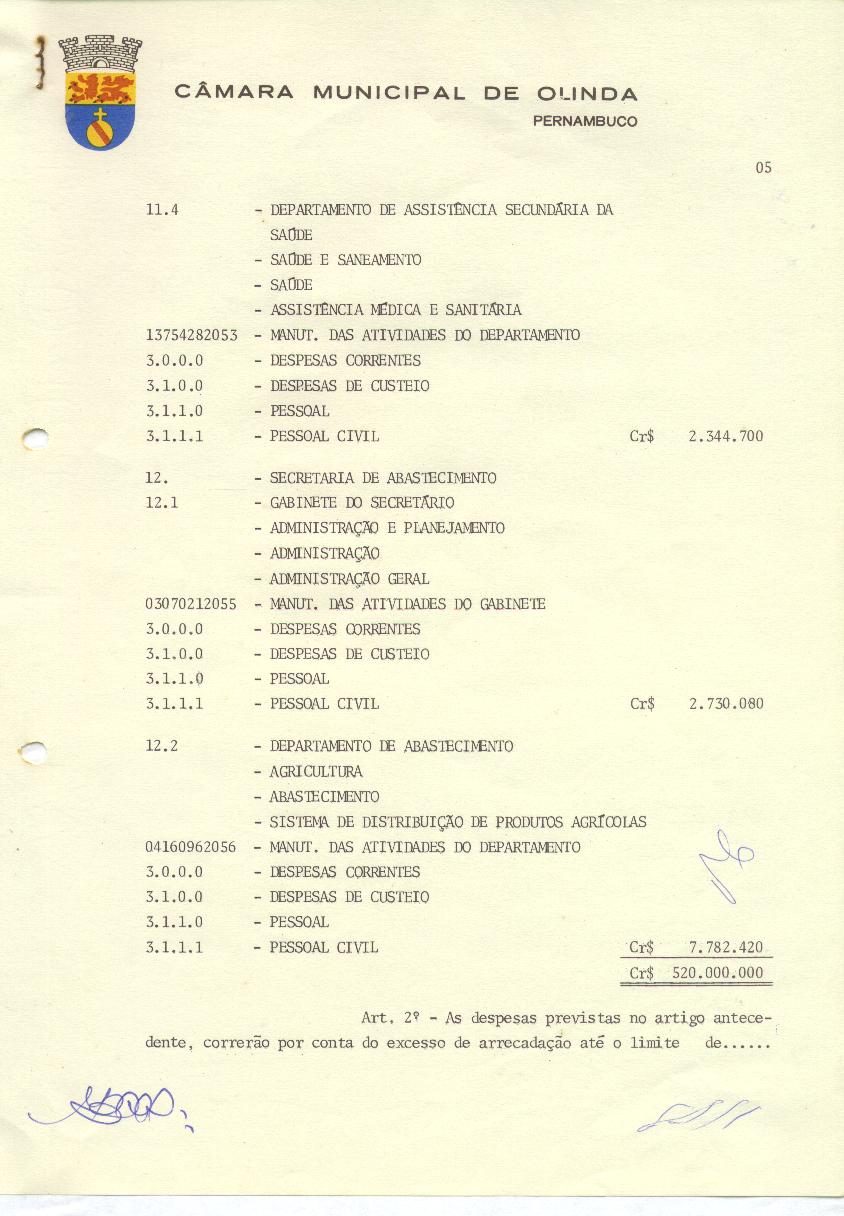 CÂMARA MUNICIPAL DE OLINDA
PERNAMBUCO
05
11.4 - DEPARTAMENTO DE ASSISTÊNCIA SECUNDÁRIA DA
SAÚDE
- SAÚDE E SANEAMENTO
- SAÚDE
- ASSISTÊNCIA MÉDICA E SANITÁRIA
13754282053 - MANUT. DAS ATIVIDADES DO DEPARTAMENTO
3.0.0.0 - DESPESAS CORRENTES
3.1.0.0 - DESPESAS DE CUSTEIO
3.1.1.0 - PESSOAL
3.1.1.1 - PESSOAL CIVIL Cr$ 2.344.700
12. - SECRETARIA DE ABASTECIMENTO
12.1 - GABINETE DO SECRETÁRIO
- ADMINISTRAÇÃO E PLANEJAMENTO
- ADMINISTRAÇÃO
- ADMINISTRAÇÃO GERAL
03070212055 - MANUT. DAS ATIVIDADES DO GABINETE
3.0.0.0 - DESPESAS CORRENTES
3.1.0.0 - DESPESAS DE CUSTEIO
3.1.1.0 - PESSOAL
3.1.1.1 - PESSOAL CIVIL Cr$ 2.730.080
12.2 - DEPARTAMENTO DE ABASTECIMENTO
- AGRICULTURA
- ABASTECIMENTO
- SISTEMA DE DISTRIBUIÇÃO DE PRODUTOS AGRÍCOLAS
04160962056 - MANUT. DAS ATIVIDADES DO DEPARTAMENTO
3.0.0.0 - DESPESAS CORRENTES
3.1.0.0 - DESPESAS DE CUSTEIO
3.1.1.0 - PESSOAL
3.1.1.1 - PESSOAL CIVIL Cr$ 7.782.420
Cr$ 520.000.000
Art. 2º - As despesas previstas no artigo antece-
dente, correrão por conta do excesso de arrecadação até o limite de......